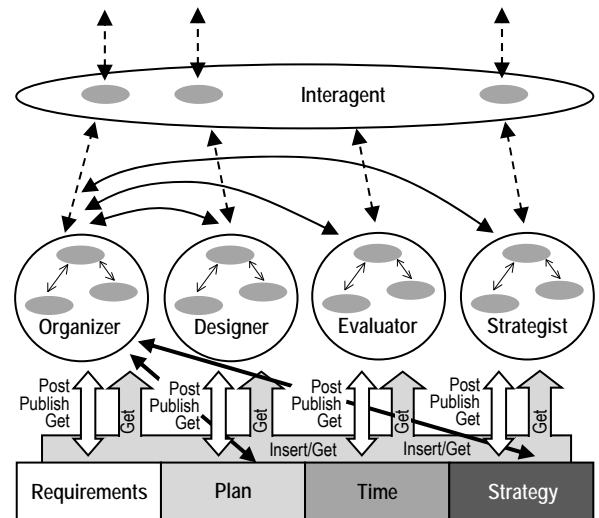 Interagent
Organizer
Designer
Evaluator
Strategist
Post
Publish
Get
Get
Post
Publish
Get
Get
Post
Publish
Get
Get
Post
Publish
Get
Get
Insert/Get
Insert/Get
Requirements
Plan
Time
Strategy